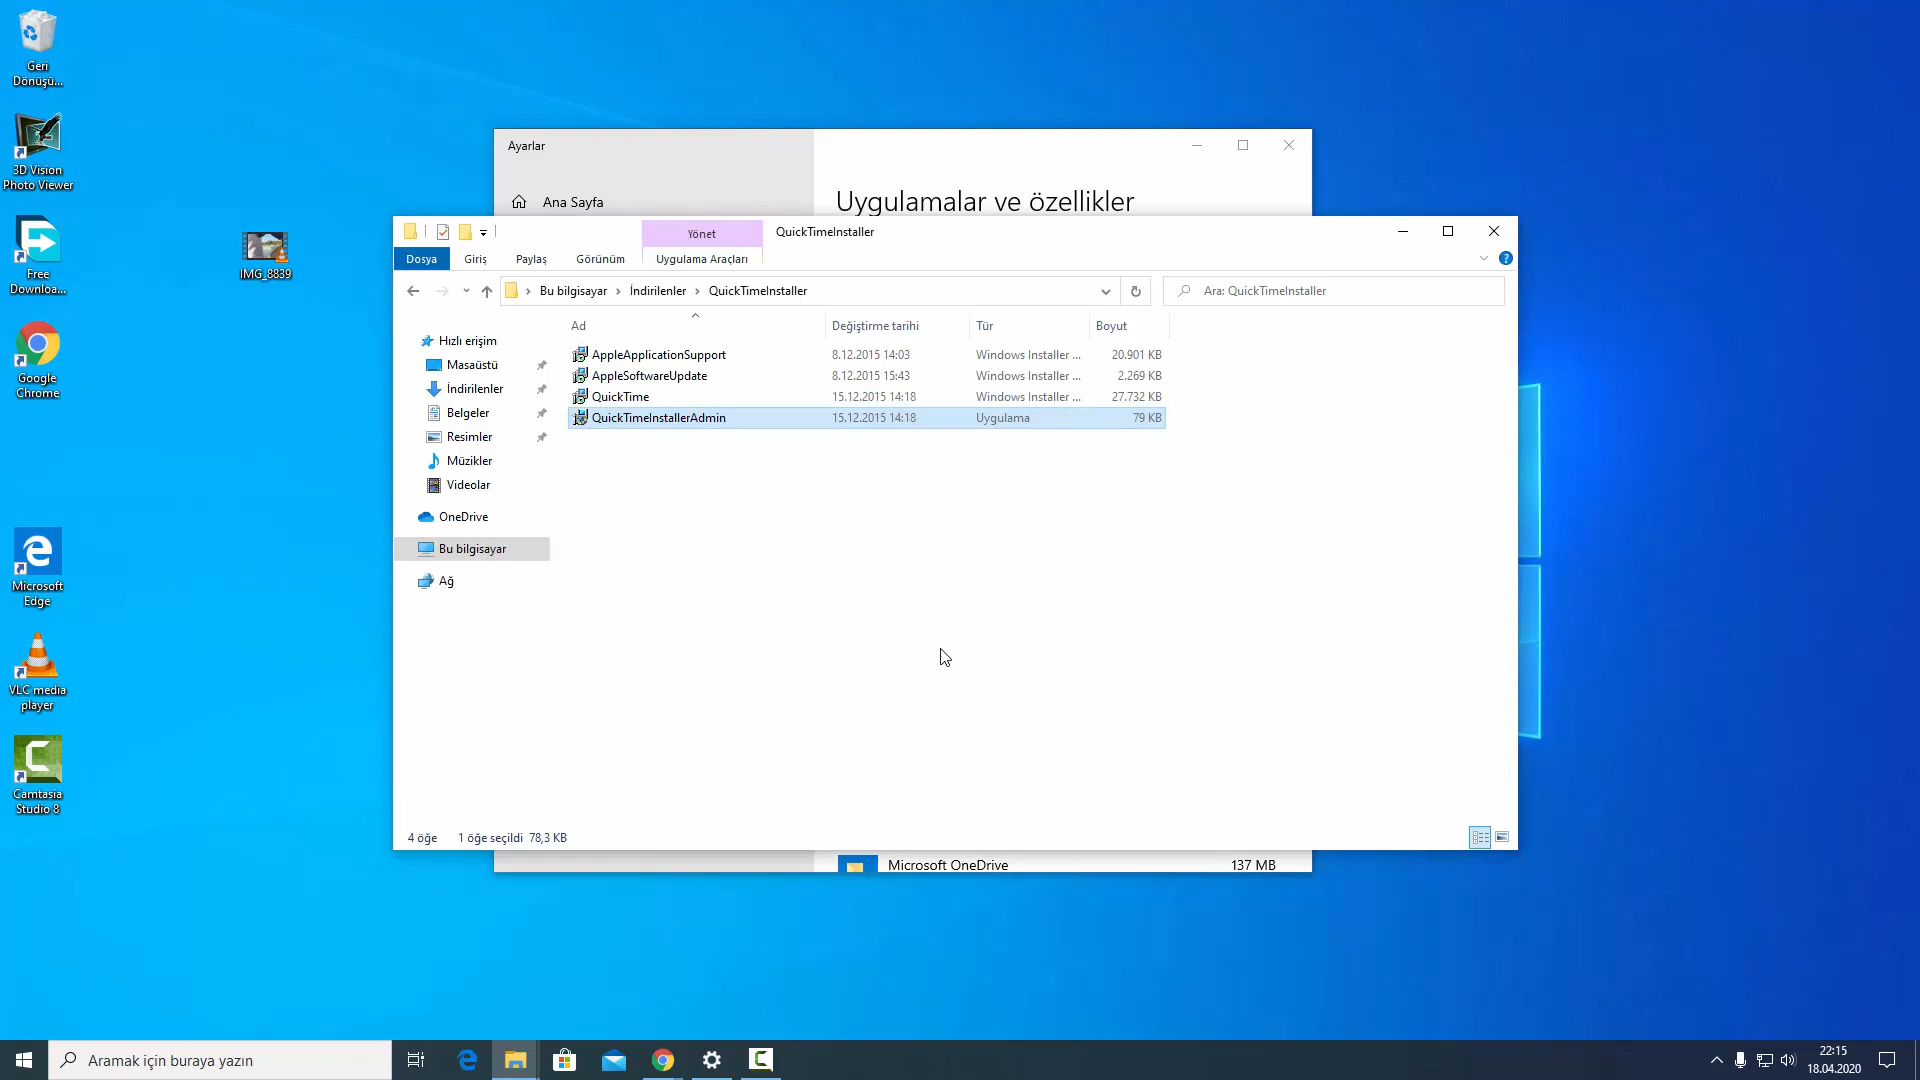 Geri
Dönüşü...
3D Vision
Photo Viewer
Free
Downloa...
Google
Chrome
Microsoft
Edge
VLC media
player
Camtasia
Studio 8
IMG_8839
Ayarlar
Ana Sayfa
Uygulamalar ve özellikler
Yönet
QuickTimeInstaller
Dosya
Giriş
Paylaş
Görünüm
Uygulama Araçları
Bu bilgisayar
İndirilenler
QuickTimeInstaller
Ara: QuickTimeInstaller
Hızlı erişim
Masaüstü
İndirilenler
Belgeler
Resimler
Müzikler
Videolar
OneDrive
Bu bilgisayar
Ağ
Ad Değiştirme tarihi Tür Boyut
AppleApplicationSupport 8.12.2015 14:03 Windows Installer ... 20.901 KB
AppleSoftwareUpdate 8.12.2015 15:43 Windows Installer ... 2.269 KB
QuickTime 15.12.2015 14:18 Windows Installer ... 27.732 KB
QuickTimeInstallerAdmin 15.12.2015 14:18 Uygulama 79 KB
4 öğe 1 öğe seçildi 78,3 KB
Microsoft OneDrive 137 MB
Aramak için buraya yazın
22:15
18.04.2020